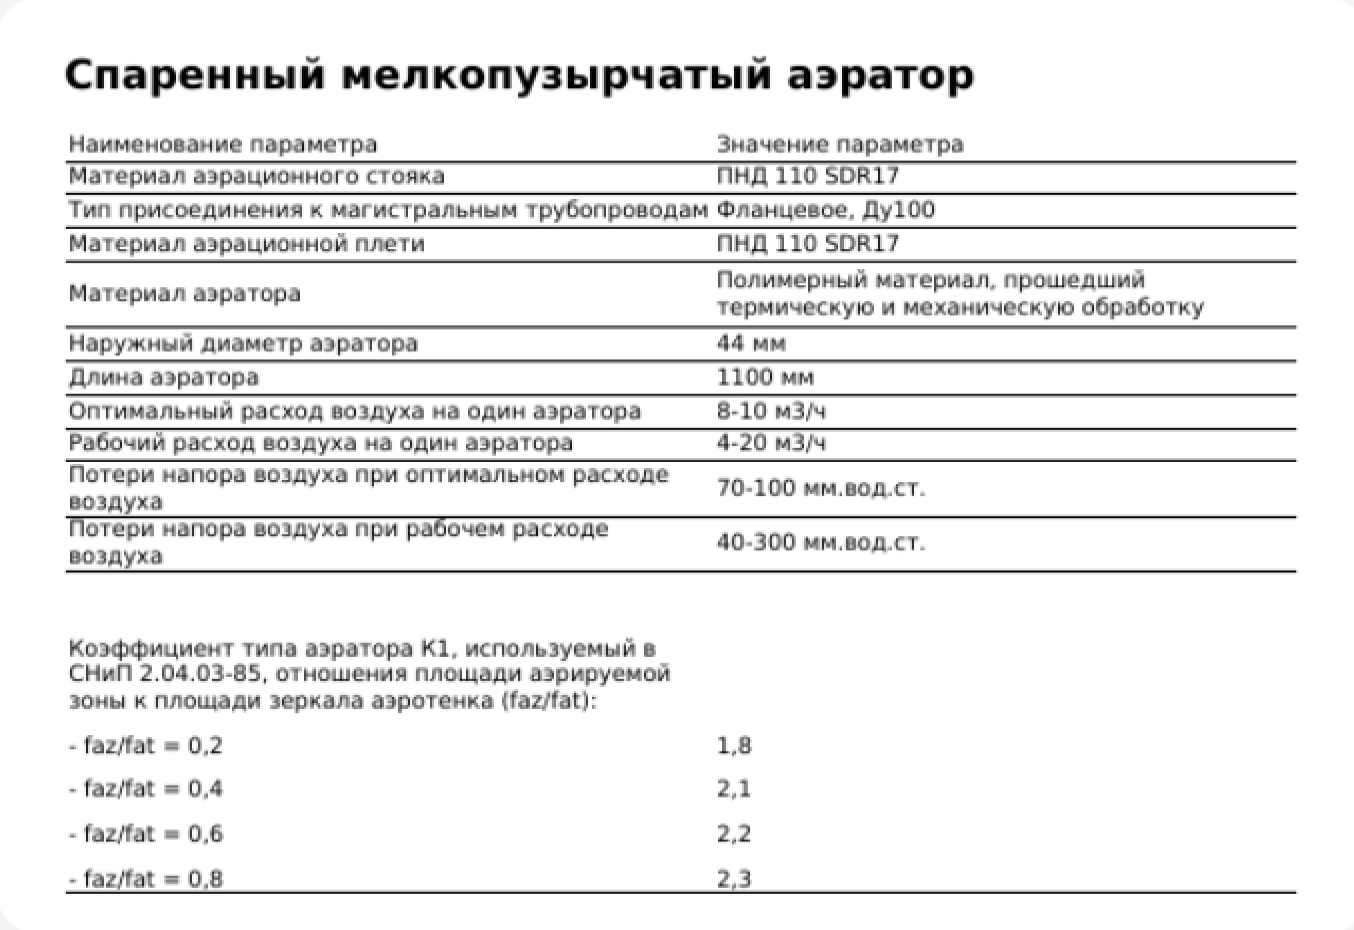 Спаренный мелкопузырчатый аэратор
Наименование параметра Значение параметра
Материал аэрационного стояка ПНД 110 SDR17
Тип присоединения к магистральным трубопроводам Фланцевое, Ду100
Материал аэрационной плети ПНД 110 SDR17
Материал аэратора Полимерный материал, прошедший
термическую и механическую обработку
Наружный диаметр аэратора 44 мм
Длина аэратора 1100 мм
Оптимальный расход воздуха на один аэратора 8-10 м3/ч
Рабочий расход воздуха на один аэратора 4-20 м3/ч
Потери напора воздуха при оптимальном расходе
воздуха 70-100 мм.вод.ст.
Потери напора воздуха при рабочем расходе
воздуха 40-300 мм.вод.ст.
Коэффициент типа аэратора К1, используемый в
СНиП 2.04.03-85, отношения площади аэрируемой
зоны к площади зеркала аэротенка (faz/fat):
- faz/fat = 0,2 1,8
- faz/fat = 0,4 2,1
- faz/fat = 0,6 2,2
- faz/fat = 0,8 2,3